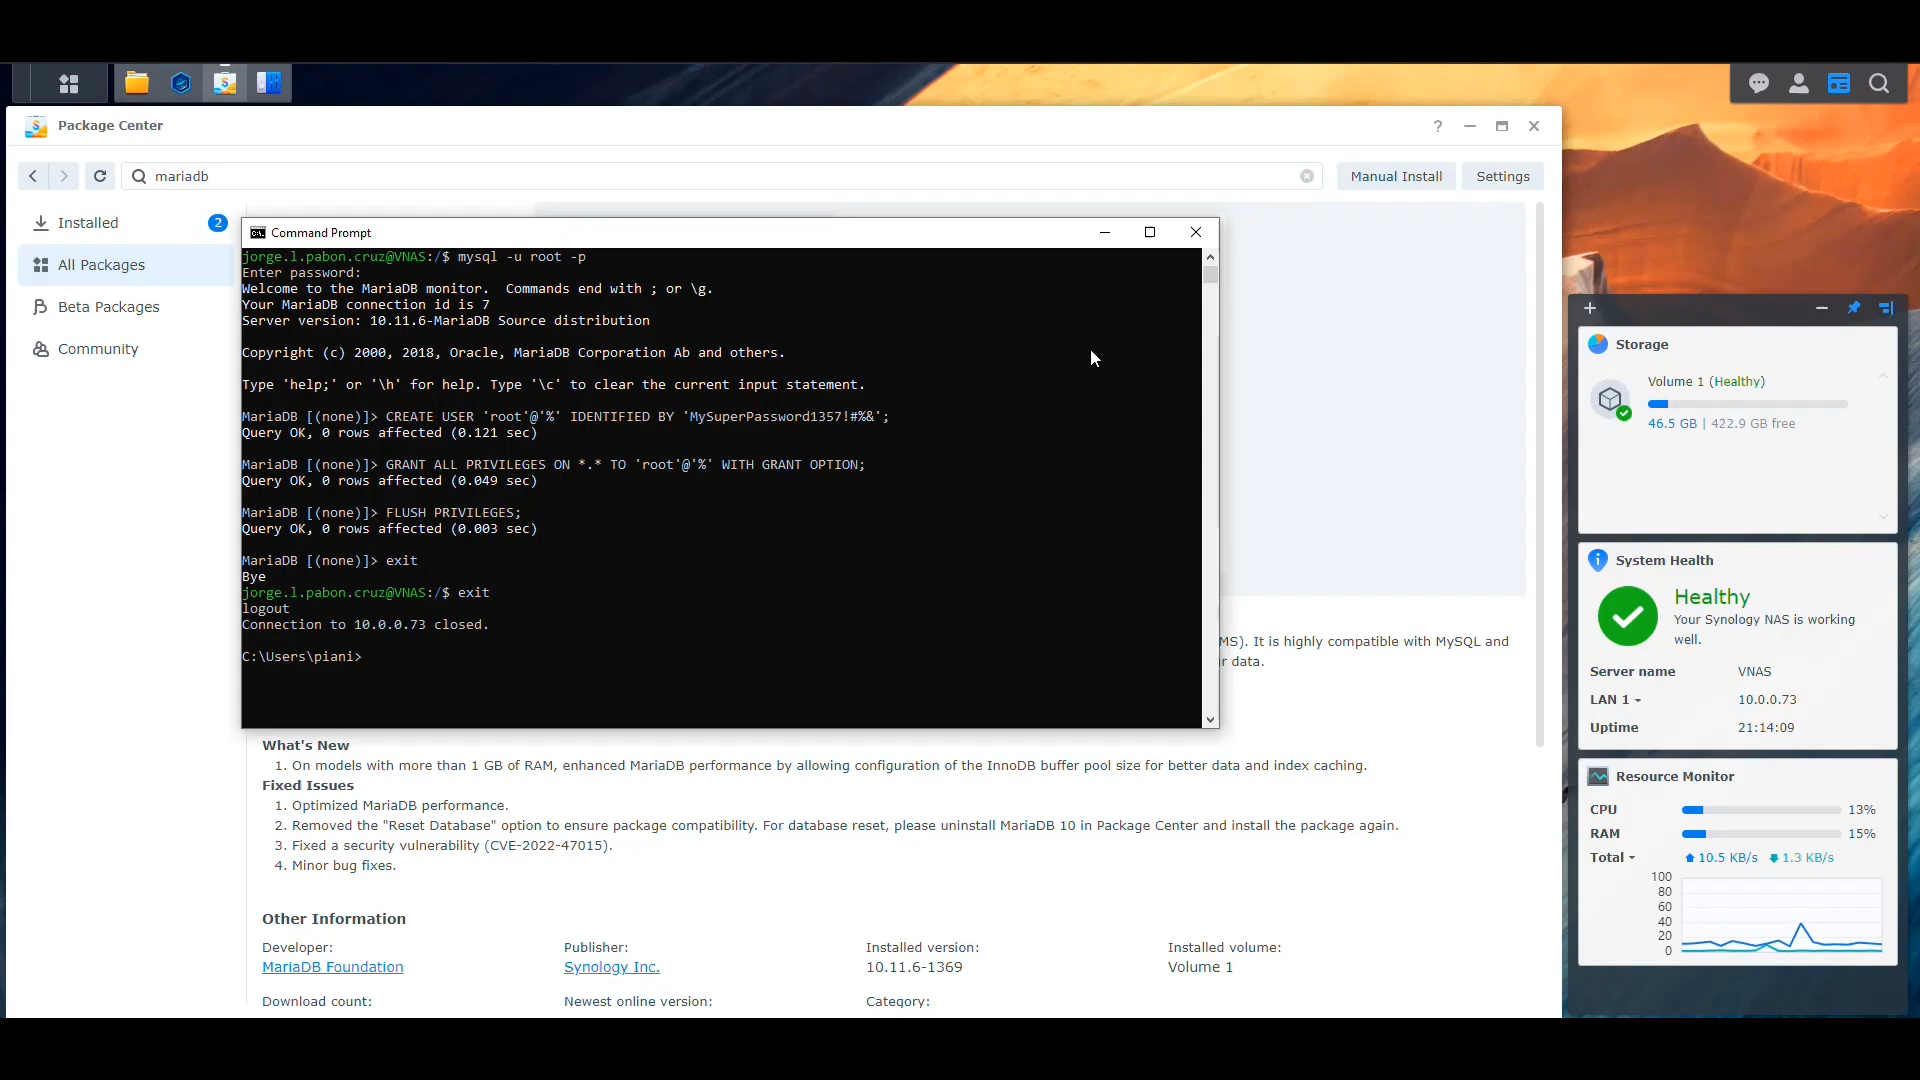 Package Center
mariadb
Manual Install
Settings
Installed
2
All Packages
Beta Packages
Community
Command Prompt
jorge.l.pabon.cruz@VNAS:/$ mysql -u root -p
Enter password:
Welcome to the MariaDB monitor.  Commands end with ; or \g.
Your MariaDB connection id is 7
Server version: 10.11.6-MariaDB Source distribution
Copyright (c) 2000, 2018, Oracle, MariaDB Corporation Ab and others.
Type 'help;' or '\h' for help. Type '\c' to clear the current input statement.
MariaDB [(none)]> CREATE USER 'root'@'%' IDENTIFIED BY 'MySuperPassword1357!#%&';
Query OK, 0 rows affected (0.121 sec)
MariaDB [(none)]> GRANT ALL PRIVILEGES ON *.* TO 'root'@'%' WITH GRANT OPTION;
Query OK, 0 rows affected (0.049 sec)
MariaDB [(none)]> FLUSH PRIVILEGES;
Query OK, 0 rows affected (0.003 sec)
MariaDB [(none)]> exit
Bye
jorge.l.pabon.cruz@VNAS:/$ exit
logout
Connection to 10.0.0.73 closed.
C:\Users\piani>
MS). It is highly compatible with MySQL and
r data.
What's New
1. On models with more than 1 GB of RAM, enhanced MariaDB performance by allowing configuration of the InnoDB buffer pool size for better data and index caching.
Fixed Issues
1. Optimized MariaDB performance.
2. Removed the "Reset Database" option to ensure package compatibility. For database reset, please uninstall MariaDB 10 in Package Center and install the package again.
3. Fixed a security vulnerability (CVE-2022-47015).
4. Minor bug fixes.
Other Information
Developer: Publisher: Installed version: Installed volume:
MariaDB Foundation Synology Inc. 10.11.6-1369 Volume 1
Download count: Newest online version: Category:
Storage
Volume 1 (Healthy)
46.5 GB | 422.9 GB free
System Health
Healthy
Your Synology NAS is working
well.
Server name VNAS
LAN 1 10.0.0.73
Uptime 21:14:09
Resource Monitor
CPU 13%
RAM 15%
Total 10.5 KB/s 1.3 KB/s
100
80
60
40
20
0